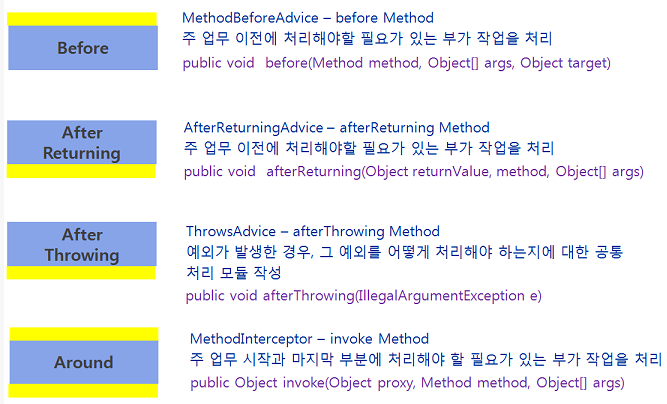 MethodBeforeAdvice – before Method
주 업무 이전에 처리해야할 필요가 있는 부가 작업을 처리
Before
public void before(Method method, Object[] args, Object target)
After
Returning
AfterReturningAdvice – afterReturning Method
주 업무 이전에 처리해야할 필요가 있는 부가 작업을 처리
public void afterReturning(Object returnValue, method, Object[] args)
After
Throwing
ThrowsAdvice – afterThrowing Method
예외가 발생한 경우, 그 예외를 어떻게 처리해야 하는지에 대한 공통
처리 모듈 작성
public void afterThrowing(IllegalArgumentException e)
Around
MethodInterceptor – invoke Method
주 업무 시작과 마지막 부분에 처리해야 할 필요가 있는 부가 작업을 처리
public Object invoke(Object proxy, Method method, Object[] args)